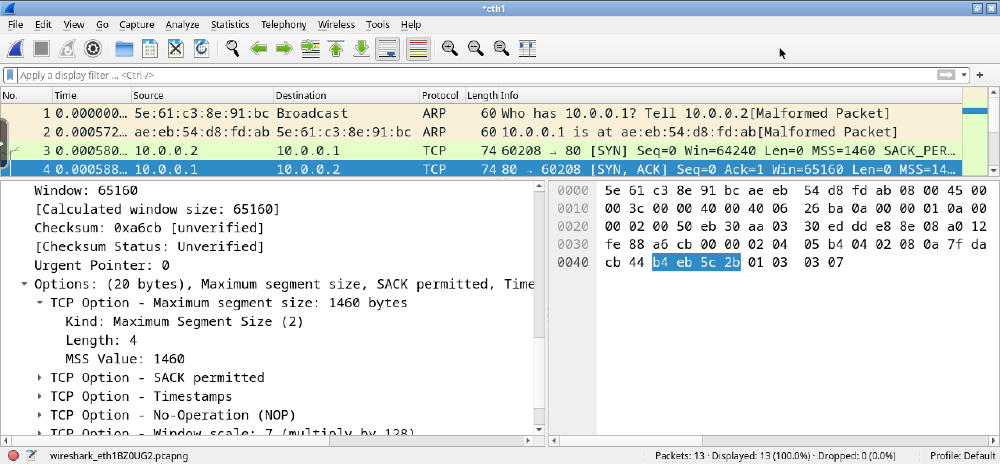 *eth1
File Edit View Go Capture Analyze Statistics Telephony Wireless Tools Help
Apply a display filter ... <Ctrl-/>
No. Time Source Destination Protocol Length Info
1 0.000000… 5e:61:c3:8e:91:bc Broadcast ARP 60 Who has 10.0.0.1? Tell 10.0.0.2[Malformed Packet]
2 0.000572… ae:eb:54:d8:fd:ab 5e:61:c3:8e:91:bc ARP 60 10.0.0.1 is at ae:eb:54:d8:fd:ab[Malformed Packet]
3 0.000580… 10.0.0.2 10.0.0.1 TCP 74 60208 → 80 [SYN] Seq=0 Win=64240 Len=0 MSS=1460 SACK_PER…
4 0.000588… 10.0.0.1 10.0.0.2 TCP 74 80 → 60208 [SYN, ACK] Seq=0 Ack=1 Win=65160 Len=0 MSS=14…
Window: 65160
[Calculated window size: 65160]
Checksum: 0xa6cb [unverified]
[Checksum Status: Unverified]
Urgent Pointer: 0
Options: (20 bytes), Maximum segment size, SACK permitted, Time
TCP Option - Maximum segment size: 1460 bytes
Kind: Maximum Segment Size (2)
Length: 4
MSS Value: 1460
TCP Option - SACK permitted
TCP Option - Timestamps
TCP Option - No-Operation (NOP)
TCP Option - Window scale: 7 (multiply by 128)
0000 5e 61 c3 8e 91 bc ae eb 54 d8 fd ab 08 00 45 00
0010 00 3c 00 00 40 00 40 06 26 ba 0a 00 00 01 0a 00
0020 00 02 00 50 eb 30 aa 03 30 ed dd e8 8e 08 a0 12
0030 fe 88 a6 cb 00 00 02 04 05 b4 04 02 08 0a 7f da
0040 cb 44 b4 eb 5c 2b 01 03 03 07
wireshark_eth1BZ0UG2.pcapng
Packets: 13 · Displayed: 13 (100.0%) · Dropped: 0 (0.0%)
Profile: Default